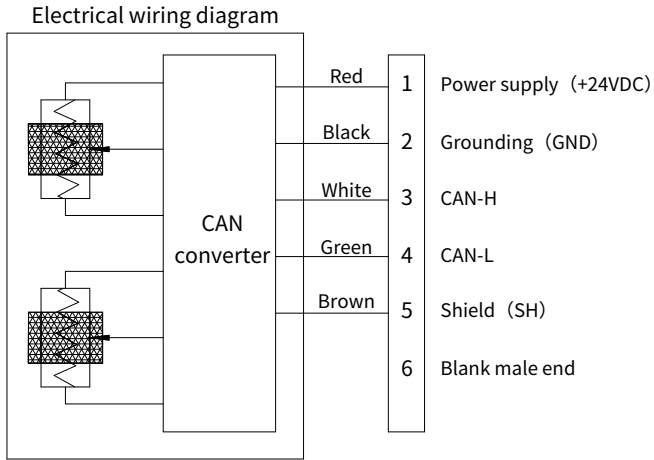 Electrical wiring diagram
Red 1 Power supply（+24VDC）
Black 2 Grounding（GND）
White 3 CAN-H
CAN
converter
Green 4 CAN-L
Brown 5 Shield（SH）
6 Blank male end